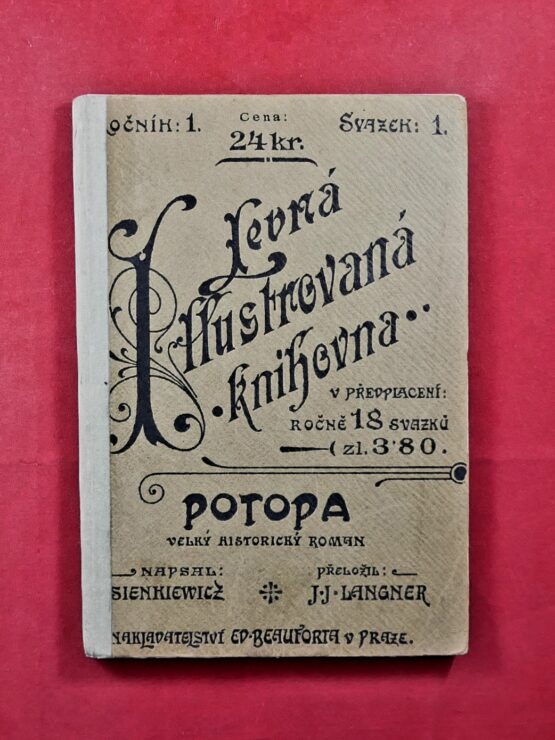 OČNÍK: 1.
Cena:
24 kr.
SVAZEK: 1.
Levná
Illustrovaná
knihovna
V PŘEDPLACENÍ:
ROČNĚ 18 SVAZKŮ
(zl. 3·80.
POTOPA
VELKÝ HISTORICKÝ ROMAN
NAPSAL:
SIENKIEWICZ
PŘELOŽIL:
J·J·LANGNER
NAKLADATELSTVÍ ED·BEAUFORTA V PRAZE.